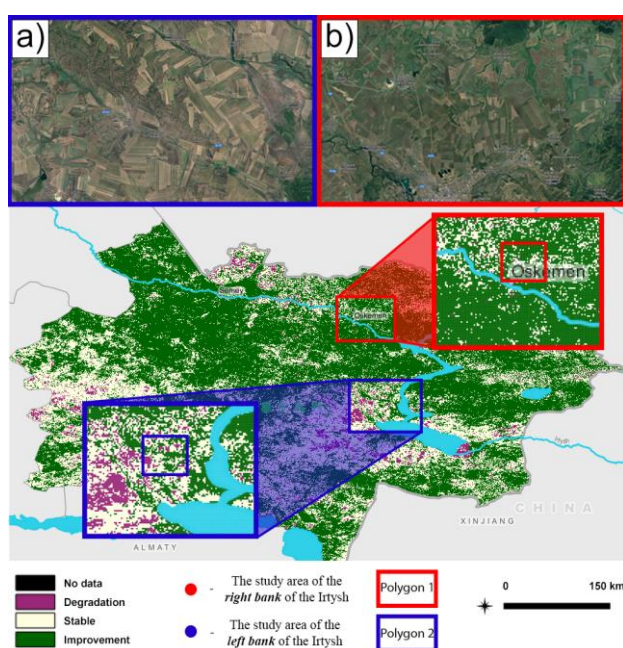 a)
b)
Oskemen
Semey
Oskemen
Irtysh
CHINA
XINJIANG
ALMATY
No data
Degradation
Stable
Improvement
- The study area of the
right bank of the Irtysh
- The study area of the
left bank of the Irtysh
Polygon 1
Polygon 2
0 150 km